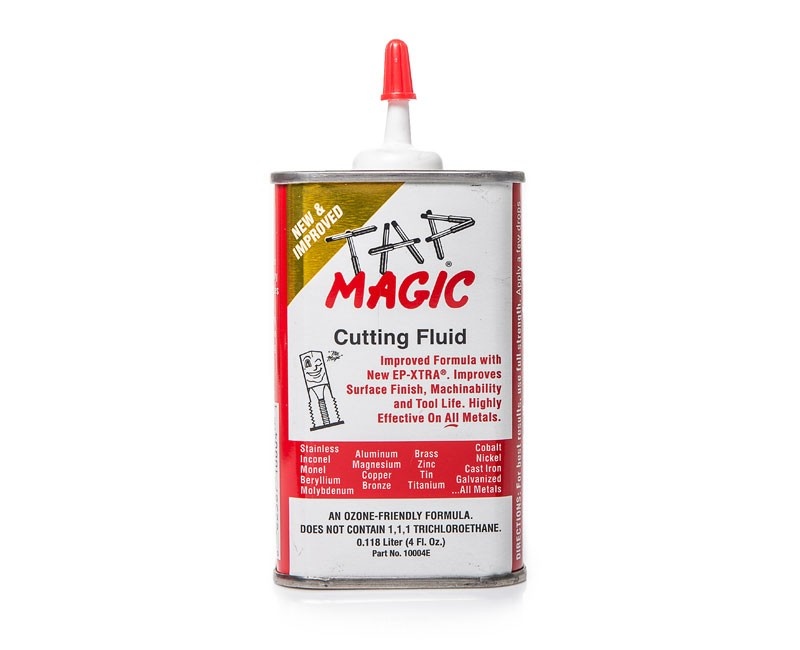 NEW &
IMPROVED
TAP
®
MAGIC
Cutting Fluid
Improved Formula with
New EP-XTRA®. Improves
Surface Finish, Machinability
and Tool Life. Highly
Effective On All Metals.
Stainless
Inconel
Monel
Beryllium
Molybdenum
Aluminum
Magnesium
Copper
Bronze
Brass
Zinc
Tin
Titanium
Cobalt
Nickel
Cast Iron
Galvanized
...All Metals
AN OZONE-FRIENDLY FORMULA.
DOES NOT CONTAIN 1,1,1 TRICHLOROETHANE.
0.118 Liter (4 Fl. Oz.)
Part No. 10004E
DIRECTIONS: For best results, use full strength. Apply a few drops